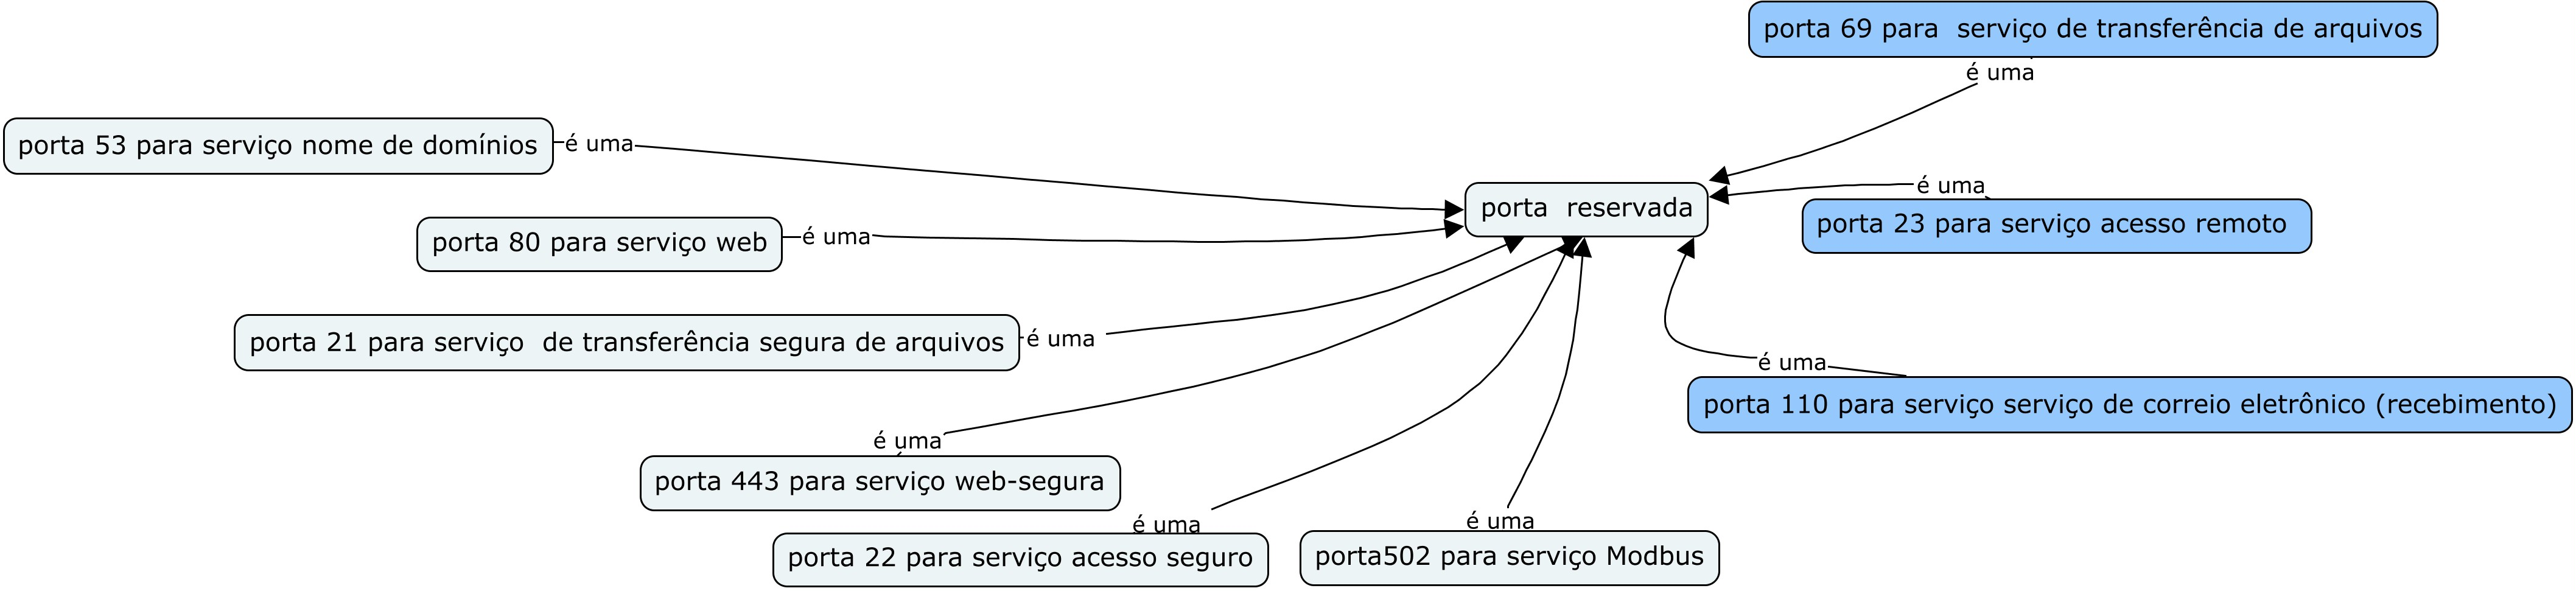 porta 69 para serviço de transferência de arquivos
é uma
porta 53 para serviço nome de domínios
é uma
porta reservada
é uma
porta 23 para serviço acesso remoto
porta 80 para serviço web
é uma
porta 21 para serviço de transferência segura de arquivos
é uma
é uma
porta 110 para serviço serviço de correio eletrônico (recebimento)
é uma
porta 443 para serviço web-segura
é uma
porta 22 para serviço acesso seguro
é uma
porta502 para serviço Modbus